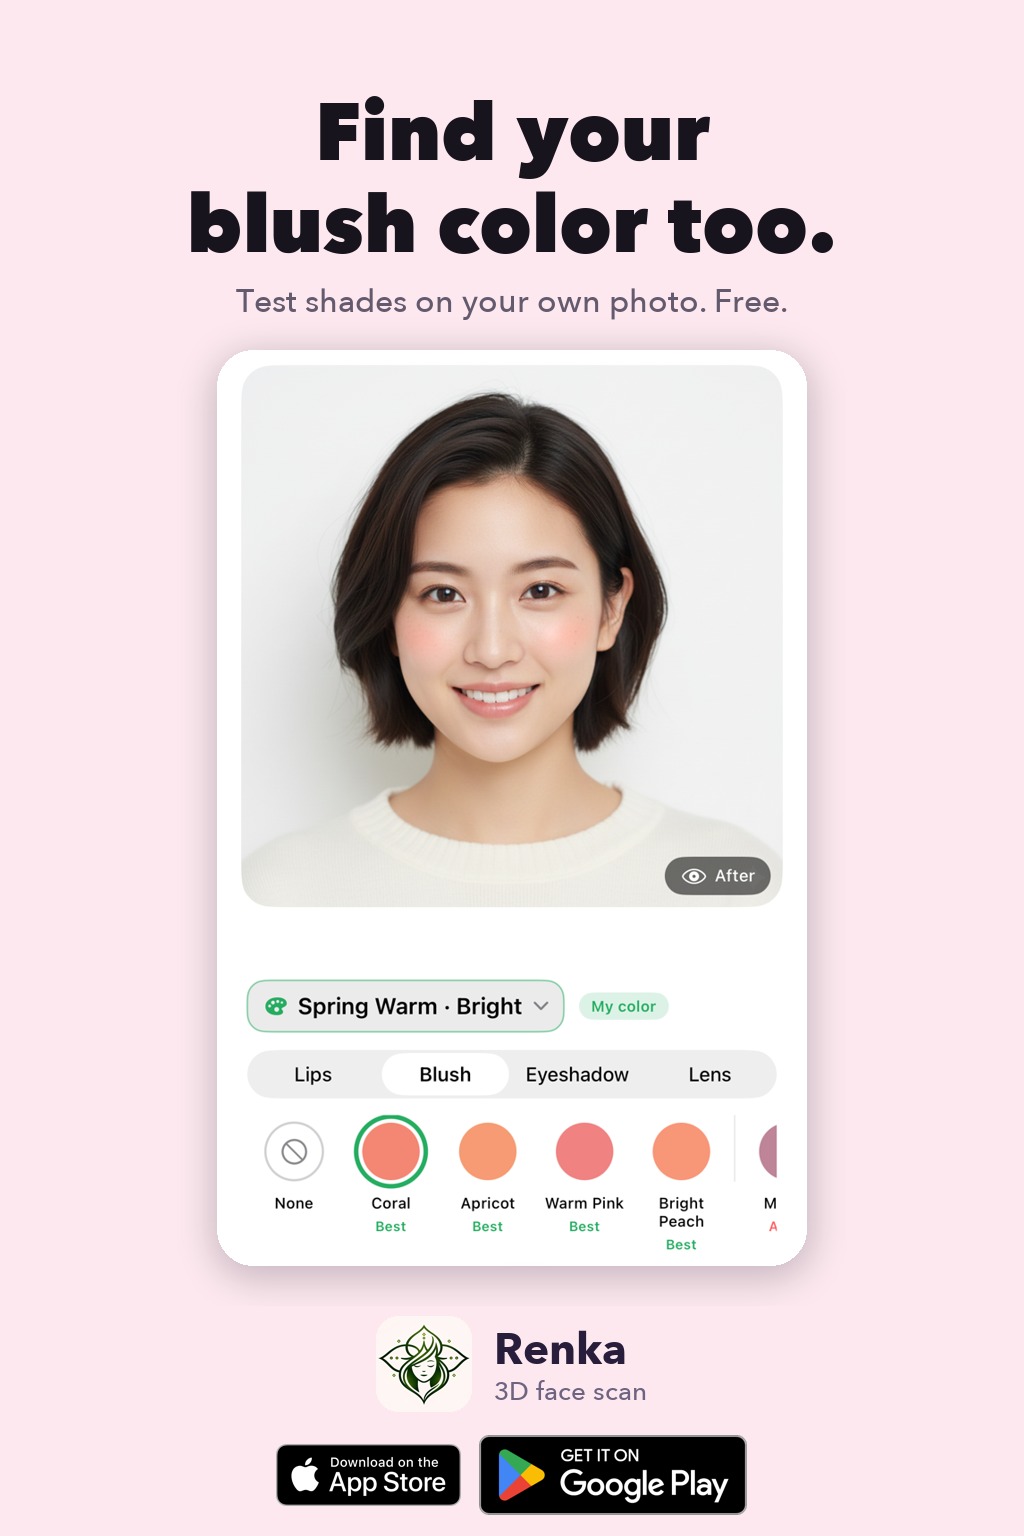 Find your
blush color too.
Test shades on your own photo. Free.
After
Spring Warm · Bright
My color
Lips Blush Eyeshadow Lens
None Coral Apricot Warm Pink Bright Peach M
Best Best Best Best A
Renka
3D face scan
Download on the
App Store
GET IT ON
Google Play